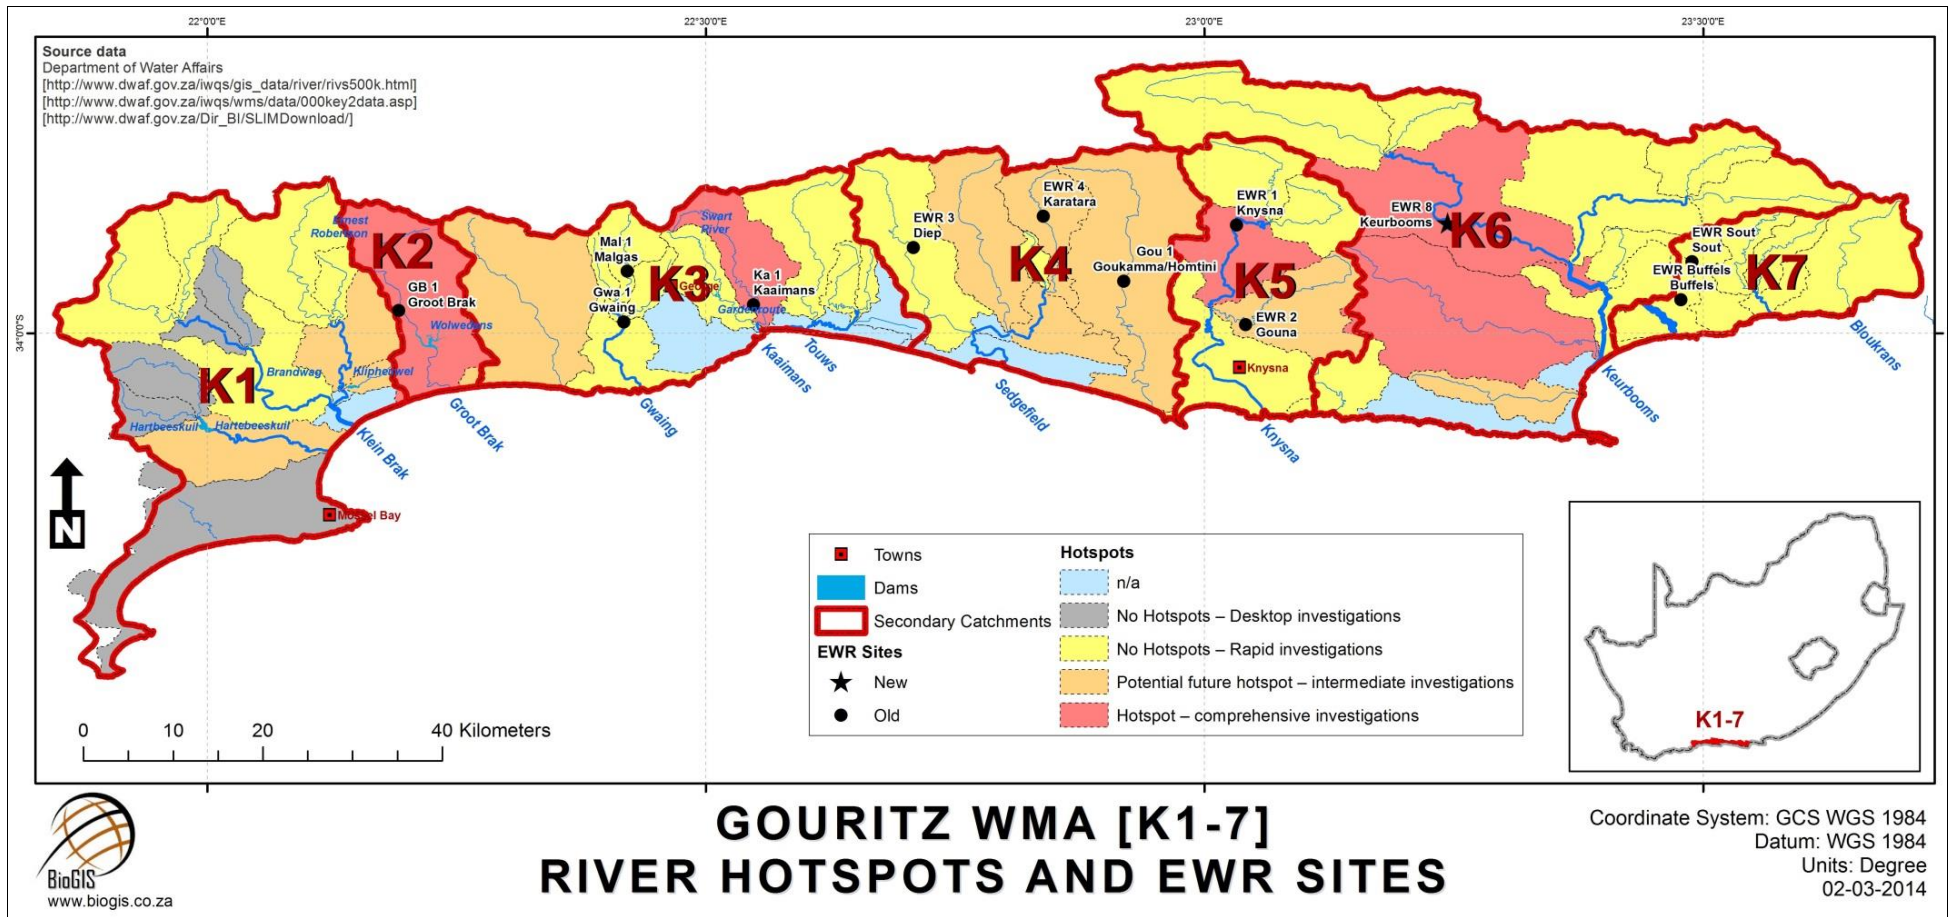 22°0'0"E
22°30'0"E
23°0'0"E
23°30'0"E
34°0'0"S
Source data
Department of Water Affairs
[http://www.dwaf.gov.za/iwqs/gis_data/river/rivs500k.html]
[http://www.dwaf.gov.za/iwqs/wms/data/000key2data.asp]
[http://www.dwaf.gov.za/Dir_BI/SLIMDownload/]
K1
Brandwag
Klipheuwel
Hartbeeskuil
Hartebeeskuil
Klein Brak
Mossel Bay
Ernest
Robertson
K2
GB 1
Groot Brak
Wolwedans
Groot Brak
Mal 1
Malgas
Gwa 1
Gwaing
K3
George
Swart
River
Ka 1
Kaaimans
Gardenroute
Gwaing
Kaaimans
Touws
EWR 3
Diep
EWR 4
Karatara
K4
Gou 1
Goukamma/Homtini
Sedgefield
EWR 1
Knysna
K5
EWR 2
Gouna
Knysna
Knysna
EWR 8
Keurbooms
K6
Keurbooms
EWR Sout
Sout
EWR Buffels
Buffels
K7
Bloukrans
N
0 10 20 40 Kilometers
Towns
Dams
Secondary Catchments
EWR Sites
New
Old
Hotspots
n/a
No Hotspots – Desktop investigations
No Hotspots – Rapid investigations
Potential future hotspot – intermediate investigations
Hotspot – comprehensive investigations
K1-7
BioGIS
www.biogis.co.za
GOURITZ WMA [K1-7]
RIVER HOTSPOTS AND EWR SITES
Coordinate System: GCS WGS 1984
Datum: WGS 1984
Units: Degree
02-03-2014